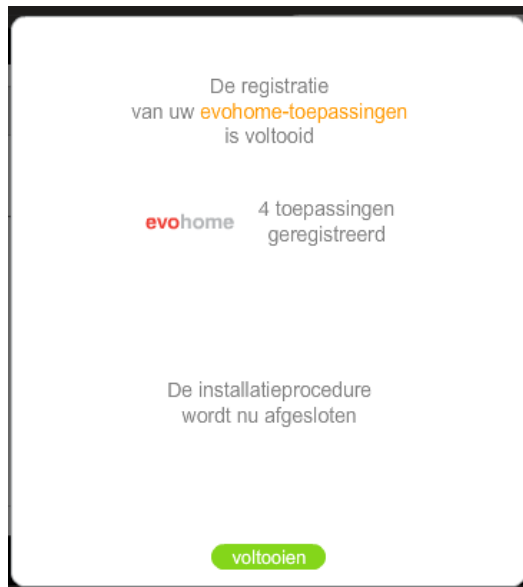 De registratie
van uw evohome-toepassingen
is voltooid
evohome
4 toepassingen
geregistreerd
De installatieprocedure
wordt nu afgesloten
voltooien